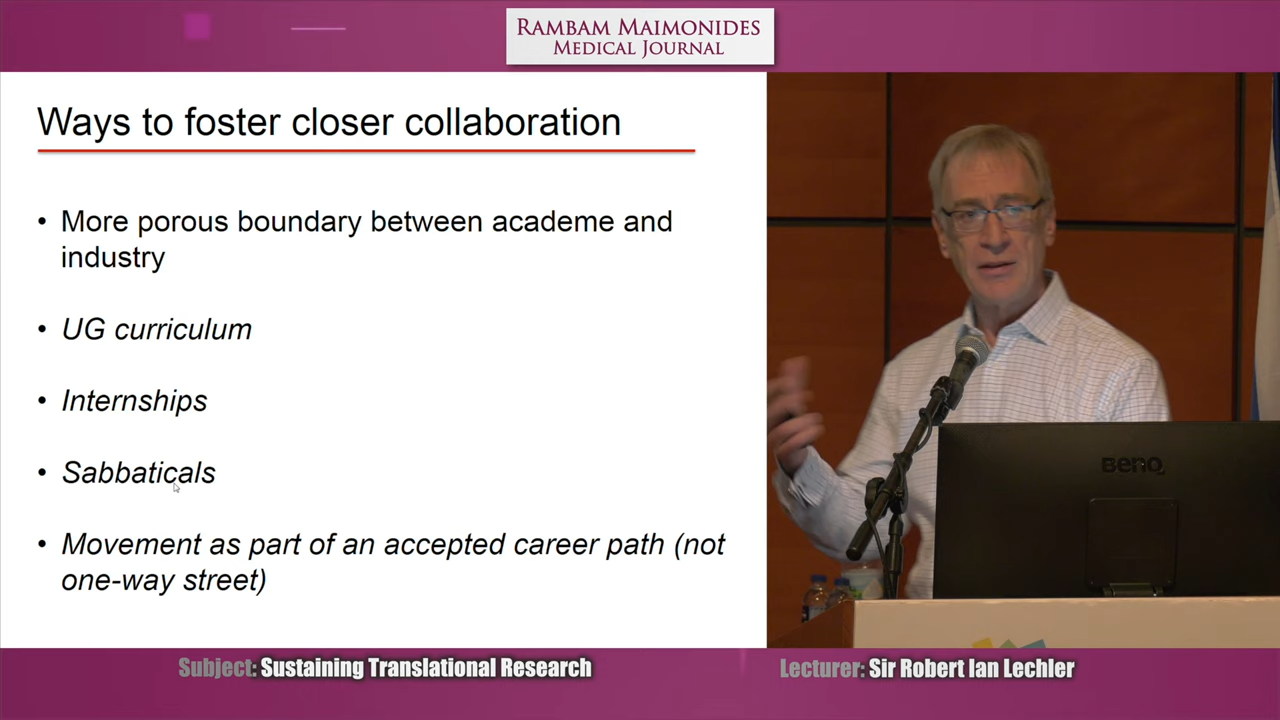 RAMBAM MAIMONIDES
MEDICAL JOURNAL
Ways to foster closer collaboration
• More porous boundary between academe and
industry
• UG curriculum
• Internships
• Sabbaticals
• Movement as part of an accepted career path (not
one-way street)
BenQ
Subject: Sustaining Translational Research
Lecturer: Sir Robert Ian Lechler